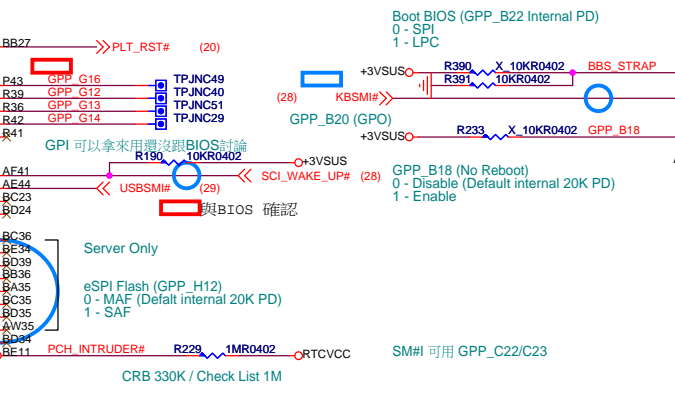 Boot BIOS (GPP_B22 Internal PD)
0 - SPI
1 - LPC
BB27 PLT_RST# (20)
+3VSUS R390 X_10KR0402 BBS_STRAP
R391 10KR0402
(28) KBSMI#
GPP_B20 (GPO)
P43 GPP_G16 TPJNC49
R39 GPP_G12 TPJNC40
R36 GPP_G13 TPJNC51
R42 GPP_G14 TPJNC29
R41
+3VSUS R233 X_10KR0402 GPP_B18
GPI 可以拿來用還沒跟BIOS討論
R190 10KR0402 +3VSUS
AF41 SCI_WAKE_UP# (28)
AE44 USBSMI# (29)
BC23
BD24
GPP_B18 (No Reboot)
0 - Disable (Default internal 20K PD)
1 - Enable
與BIOS 確認
BC36
BE34 Server Only
BD39
BB36
BA35 eSPI Flash (GPP_H12)
BC35 0 - MAF (Defalt internal 20K PD)
BD35 1 - SAF
AW35
BD34
BE11 PCH_INTRUDER# R229 1MR0402 RTCVCC
SM#I 可用 GPP_C22/C23
CRB 330K / Check List 1M